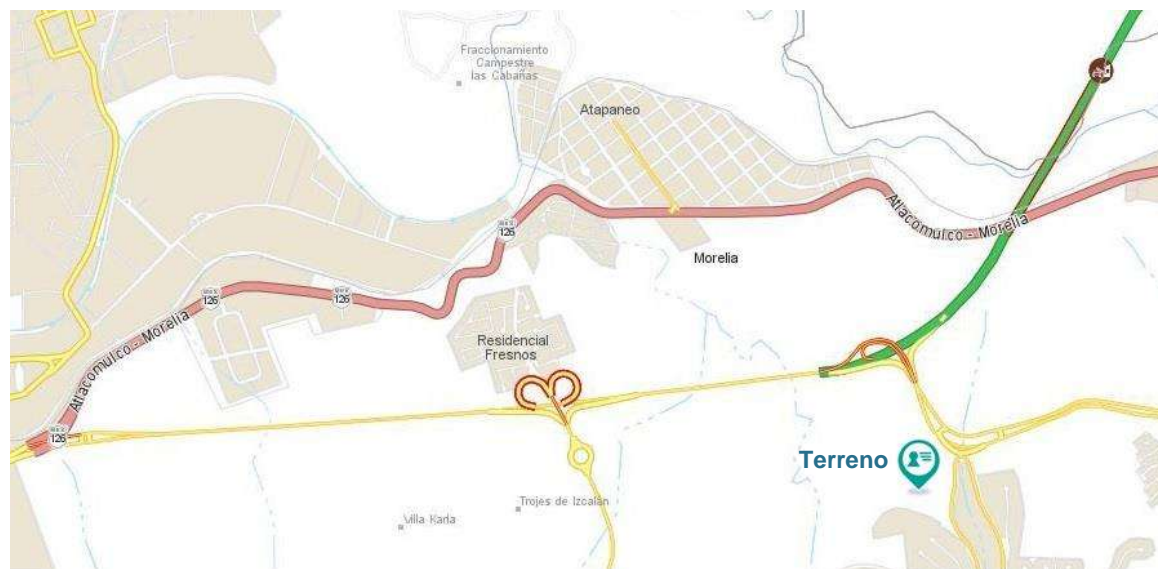 Fraccionamiento
Campestre
las Cabañas
Atapaneo
Atlacomulco - Morelia
126
Morelia
126
126
Atlacomulco - Morelia
Residencial
Fresnos
126
Terreno
Trojes de Izcalán
Villa Karla